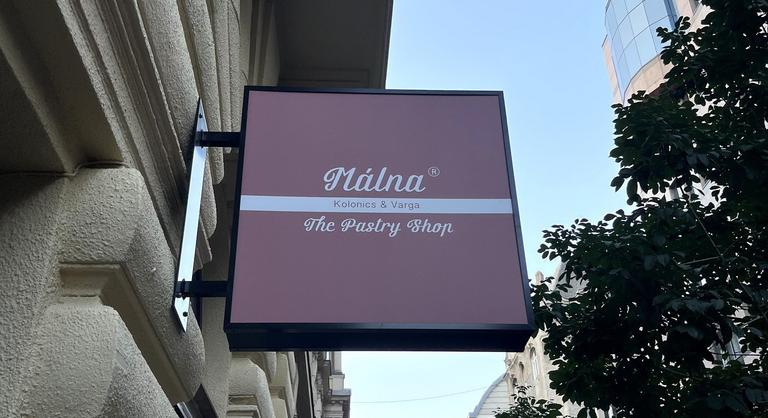 Málna®
Kolonics & Varga
The Pastry Shop